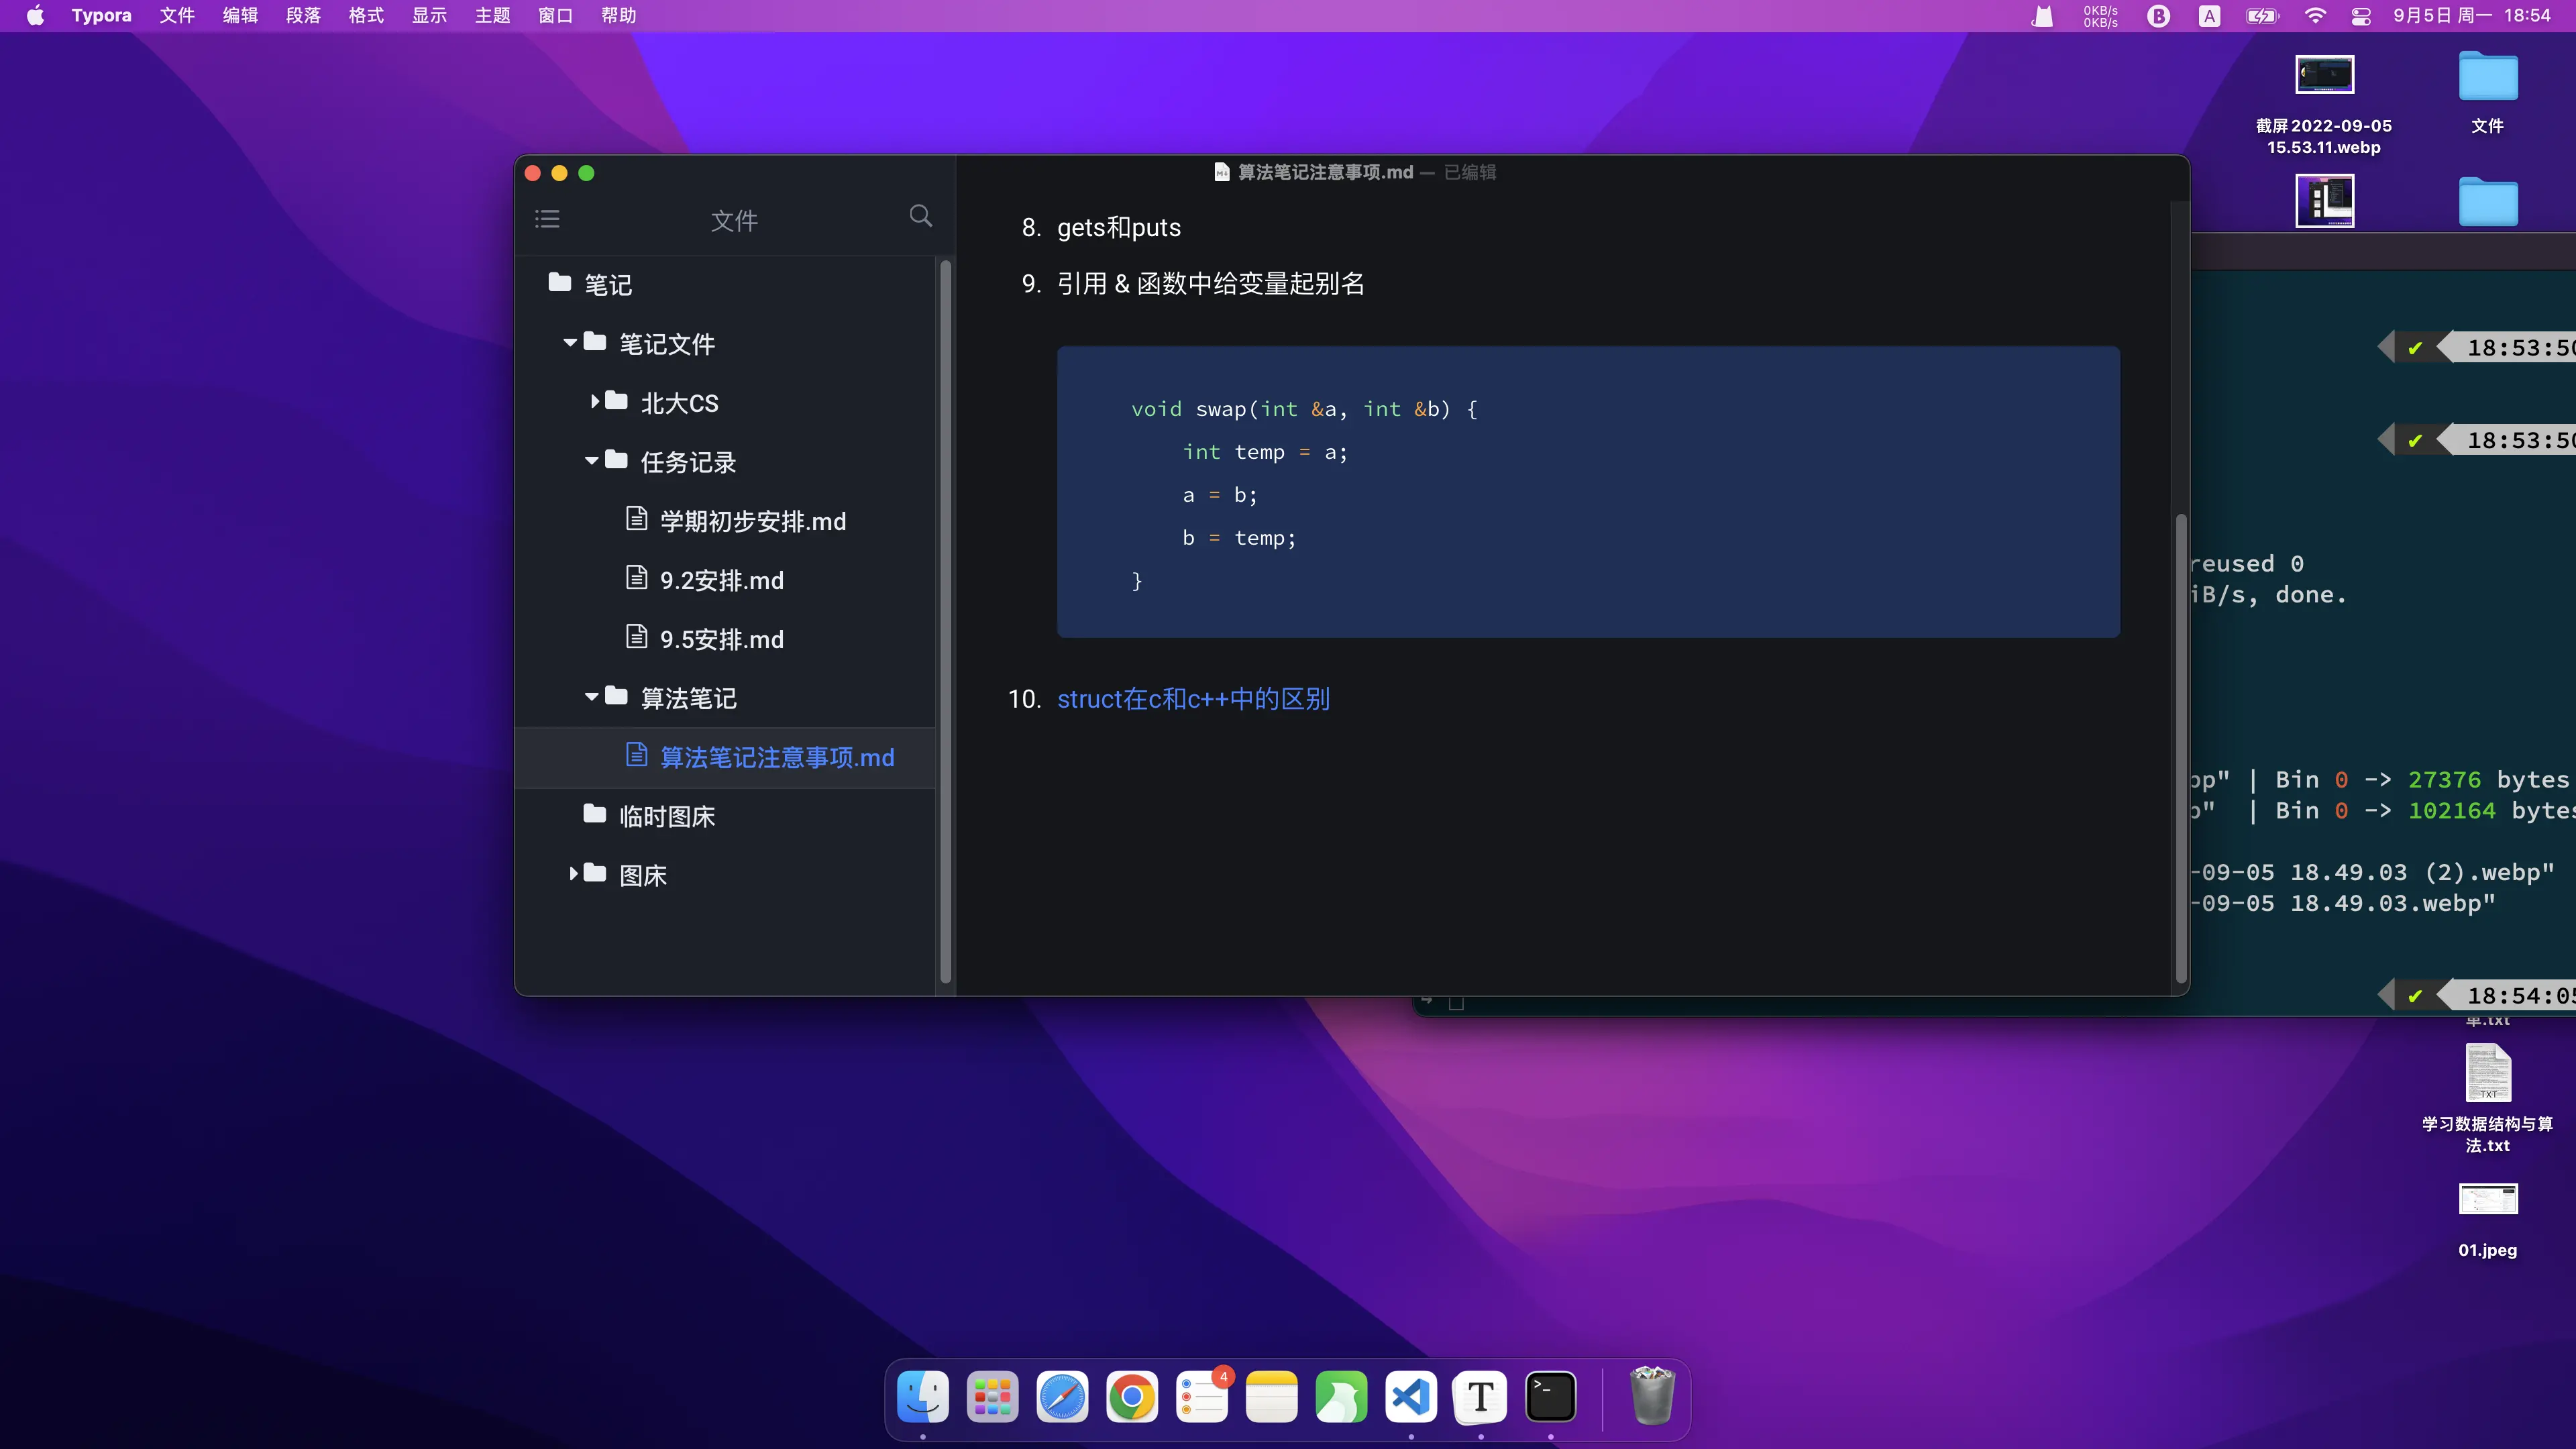 Typora 文件 编辑 段落 格式 显示 主题 窗口 帮助
0KB/s
0KB/s
B
A
9月5日 周一 18:54
截屏2022-09-05
15.53.11.webp
文件
算法笔记注意事项.md — 已编辑
文件
笔记
笔记文件
北大CS
任务记录
学期初步安排.md
9.2安排.md
9.5安排.md
算法笔记
算法笔记注意事项.md
临时图床
图床
8. gets和puts
9. 引用 & 函数中给变量起别名
void swap(int &a, int &b) {
int temp = a;
a = b;
b = temp;
}
10. struct在c和c++中的区别
✔ 18:53:50
✔ 18:53:50
reused 0
iB/s, done.
" | Bin 0 -> 27376 bytes
" | Bin 0 -> 102164 bytes
-09-05 18.49.03 (2).webp"
-09-05 18.49.03.webp"
✔ 18:54:05
.txt
TXT
学习数据结构与算
法.txt
01.jpeg
4
T
>_